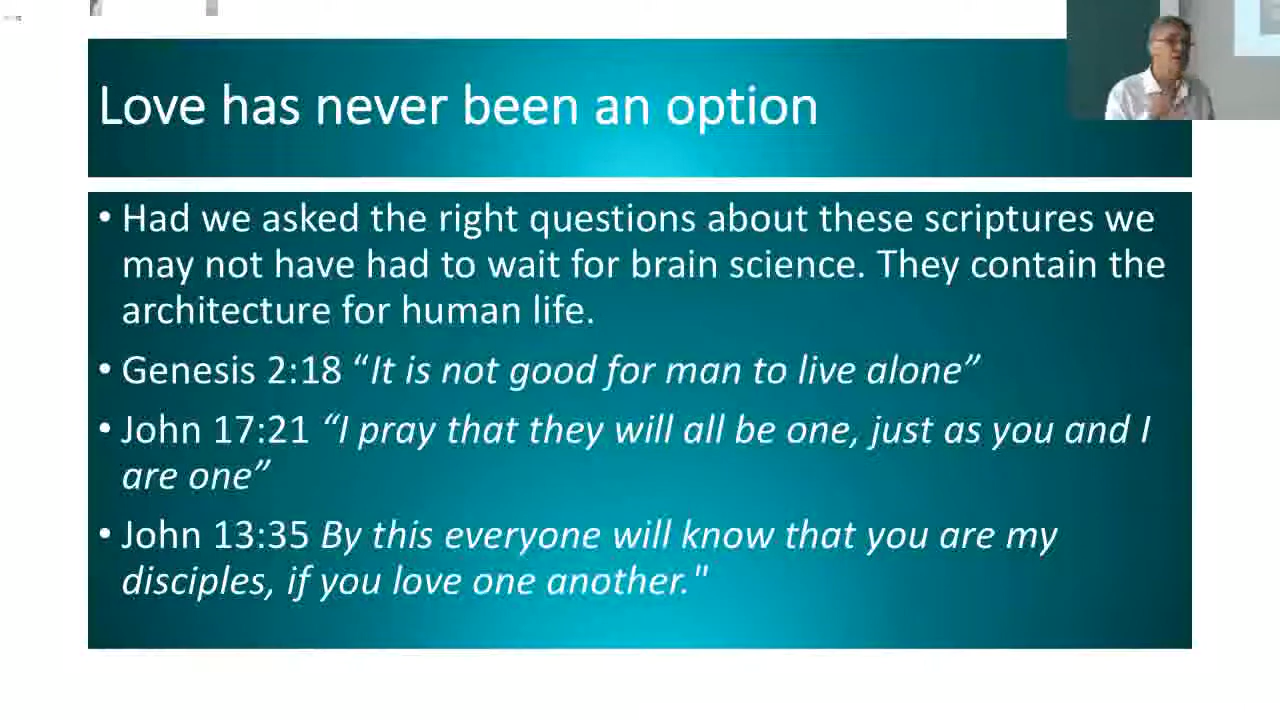 Love has never been an option
• Had we asked the right questions about these scriptures we
may not have had to wait for brain science. They contain the
architecture for human life.
• Genesis 2:18 “It is not good for man to live alone”
• John 17:21 “I pray that they will all be one, just as you and I
are one”
• John 13:35 By this everyone will know that you are my
disciples, if you love one another."